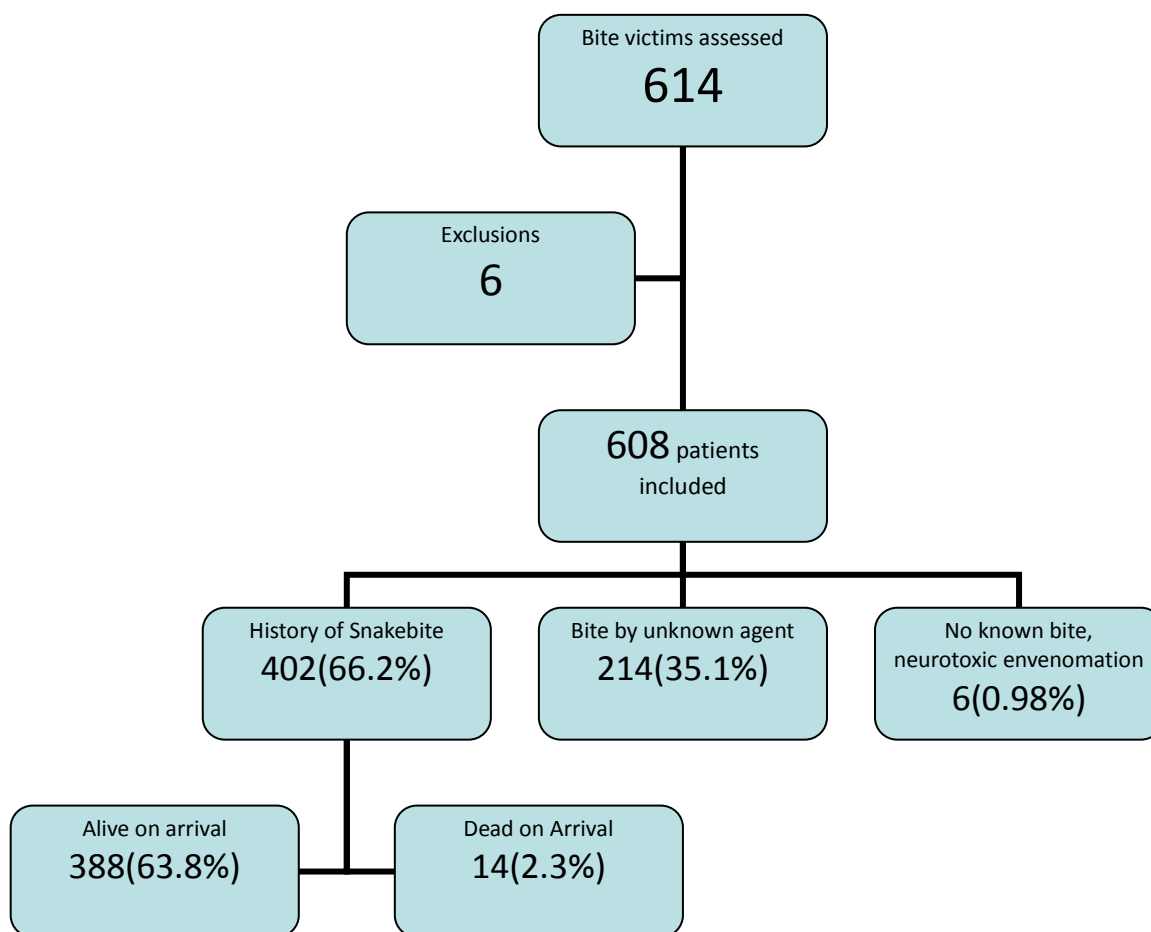 Bite victims assessed
614
Exclusions
6
608 patients
included
History of Snakebite
402(66.2%)
Bite by unknown agent
214(35.1%)
No known bite,
neurotoxic envenomation
6(0.98%)
Alive on arrival
388(63.8%)
Dead on Arrival
14(2.3%)